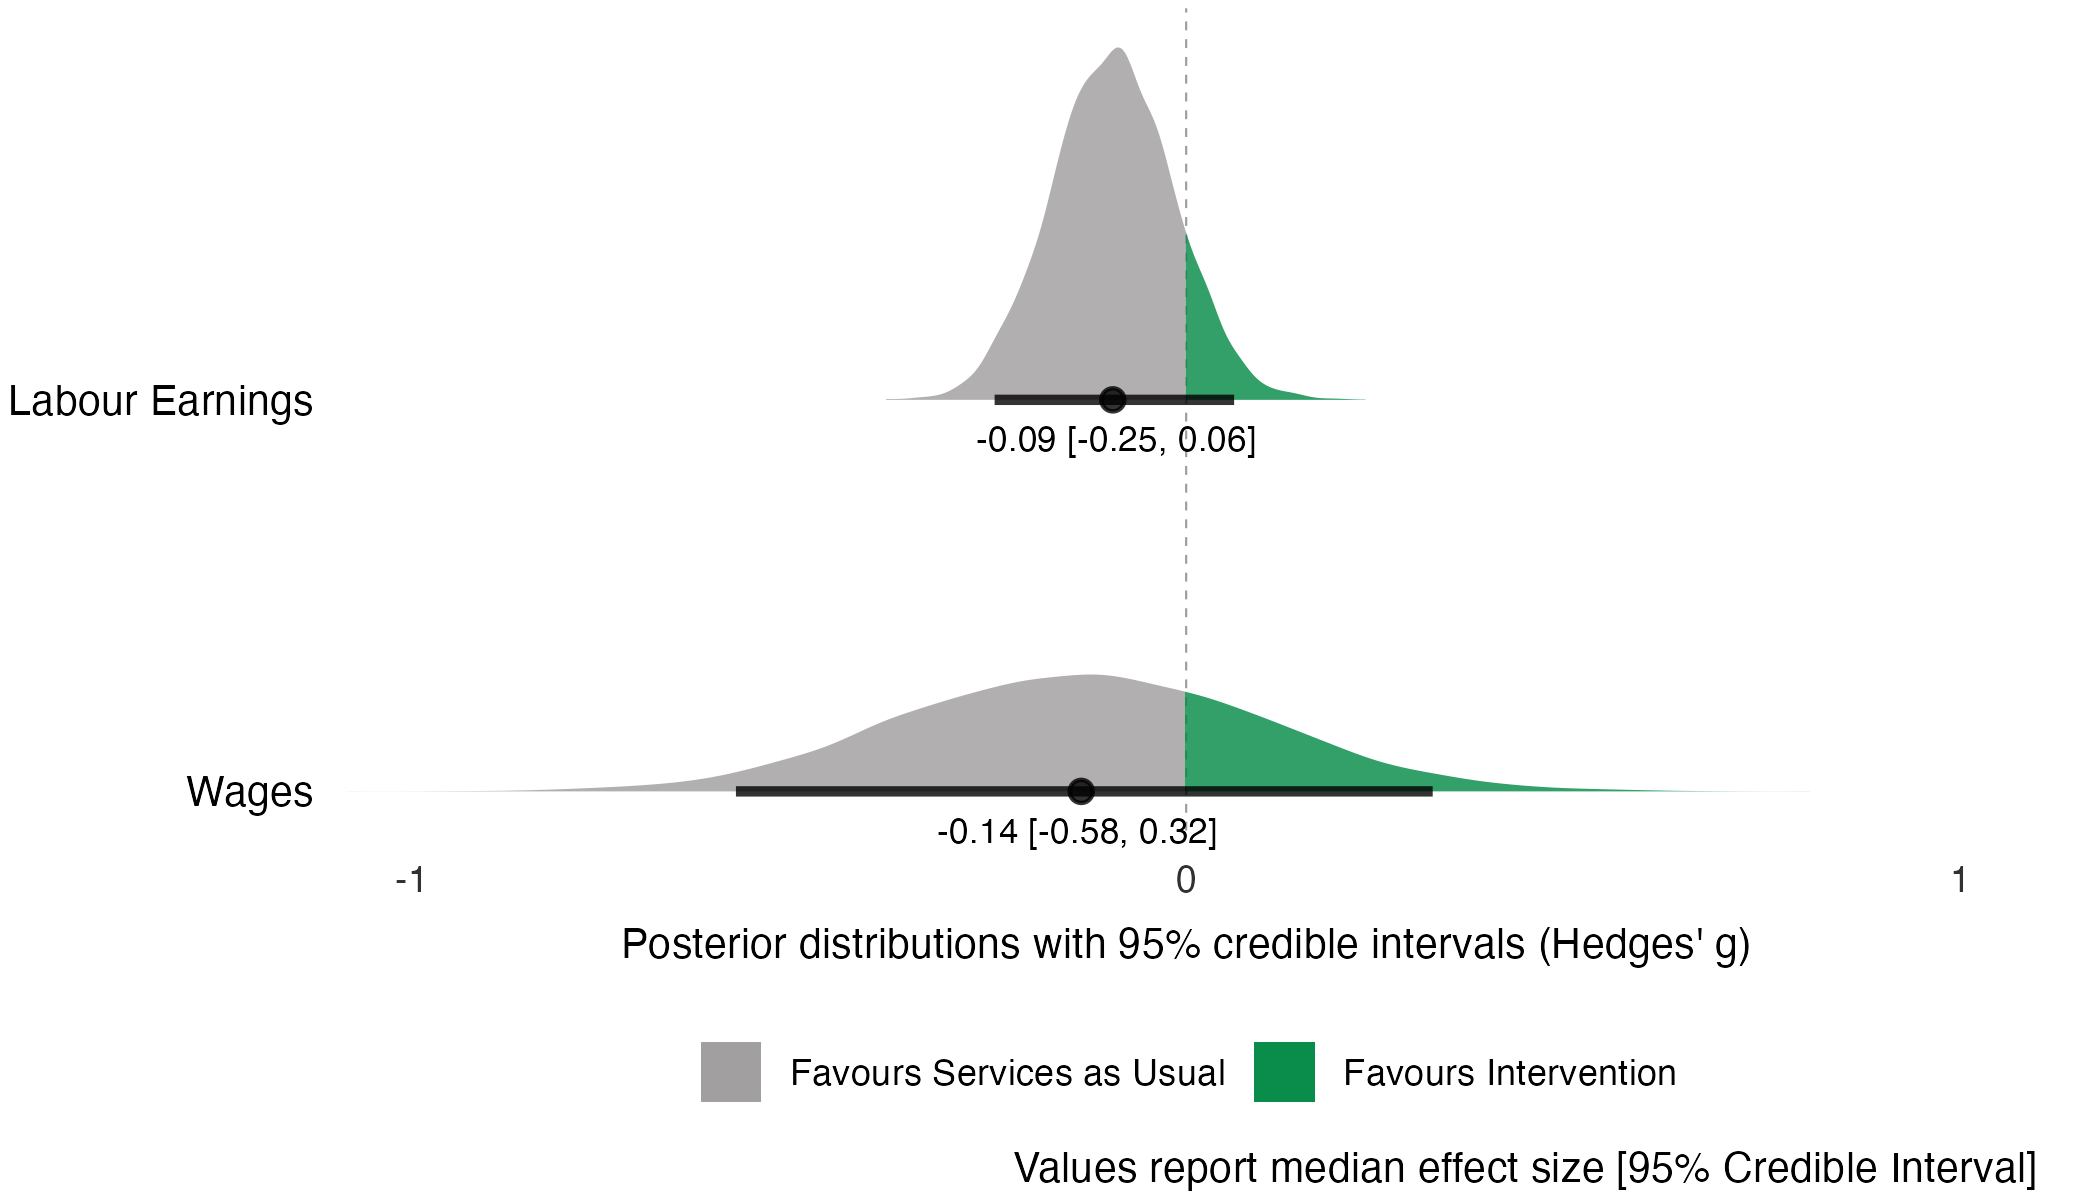 Labour Earnings
-0.09 [-0.25, 0.06]
Wages
-0.14 [-0.58, 0.32]
-1 0 1
Posterior distributions with 95% credible intervals (Hedges' g)
Favours Services as Usual Favours Intervention
Values report median effect size [95% Credible Interval]